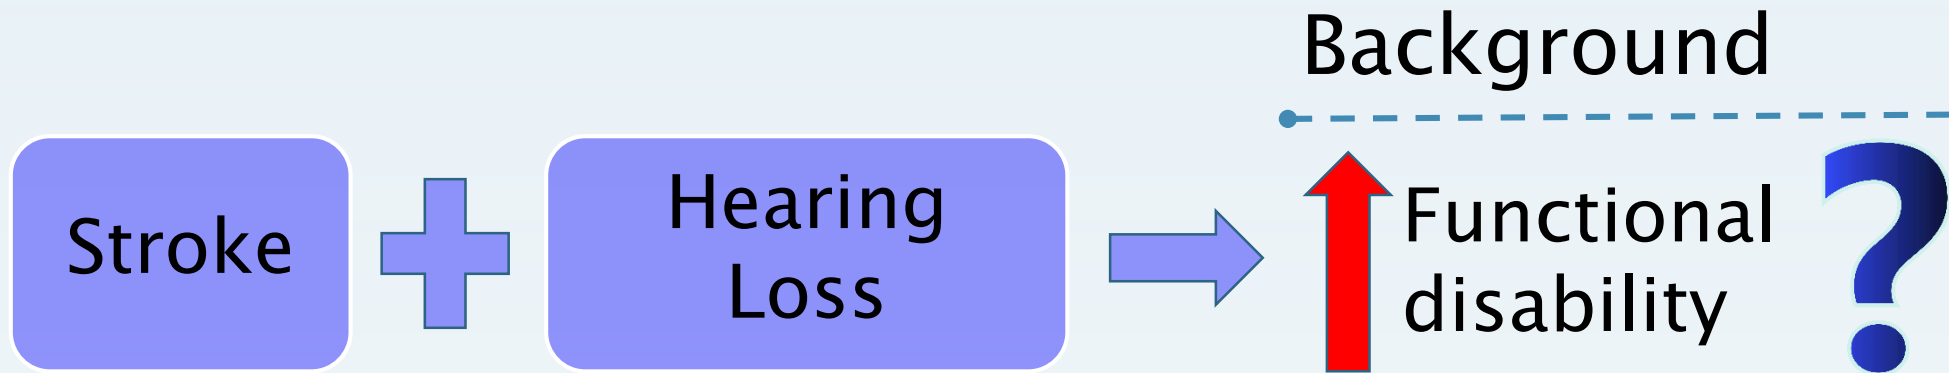 Background
Stroke
Hearing
Loss
Functional
disability
?